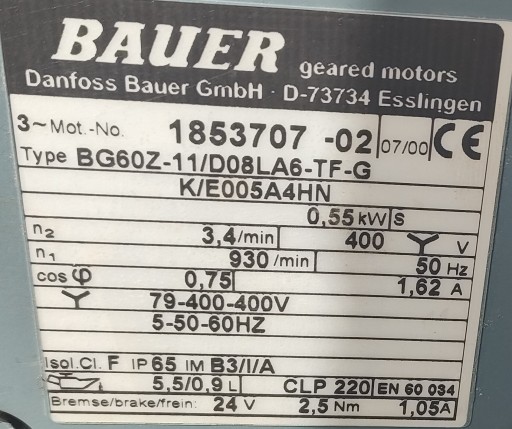 BAUER geared motors
Danfoss Bauer GmbH · D-73734 Esslingen
3~Mot.-No. 1853707 -02 07/00 CE
Type BG60Z-11/D08LA6-TF-G
K/E005A4HN
0,55 kW S
n2 3,4/min 400 Y V
n1 930 /min 50 Hz
cos φ 0,75 1,62 A
Y 79-400-400V
5-50-60HZ
Isol.Cl. F IP 65 IM B3/I/A
5,5/0,9 L CLP 220 EN 60 034
Bremse/brake/frein: 24 V 2,5 Nm 1,05A